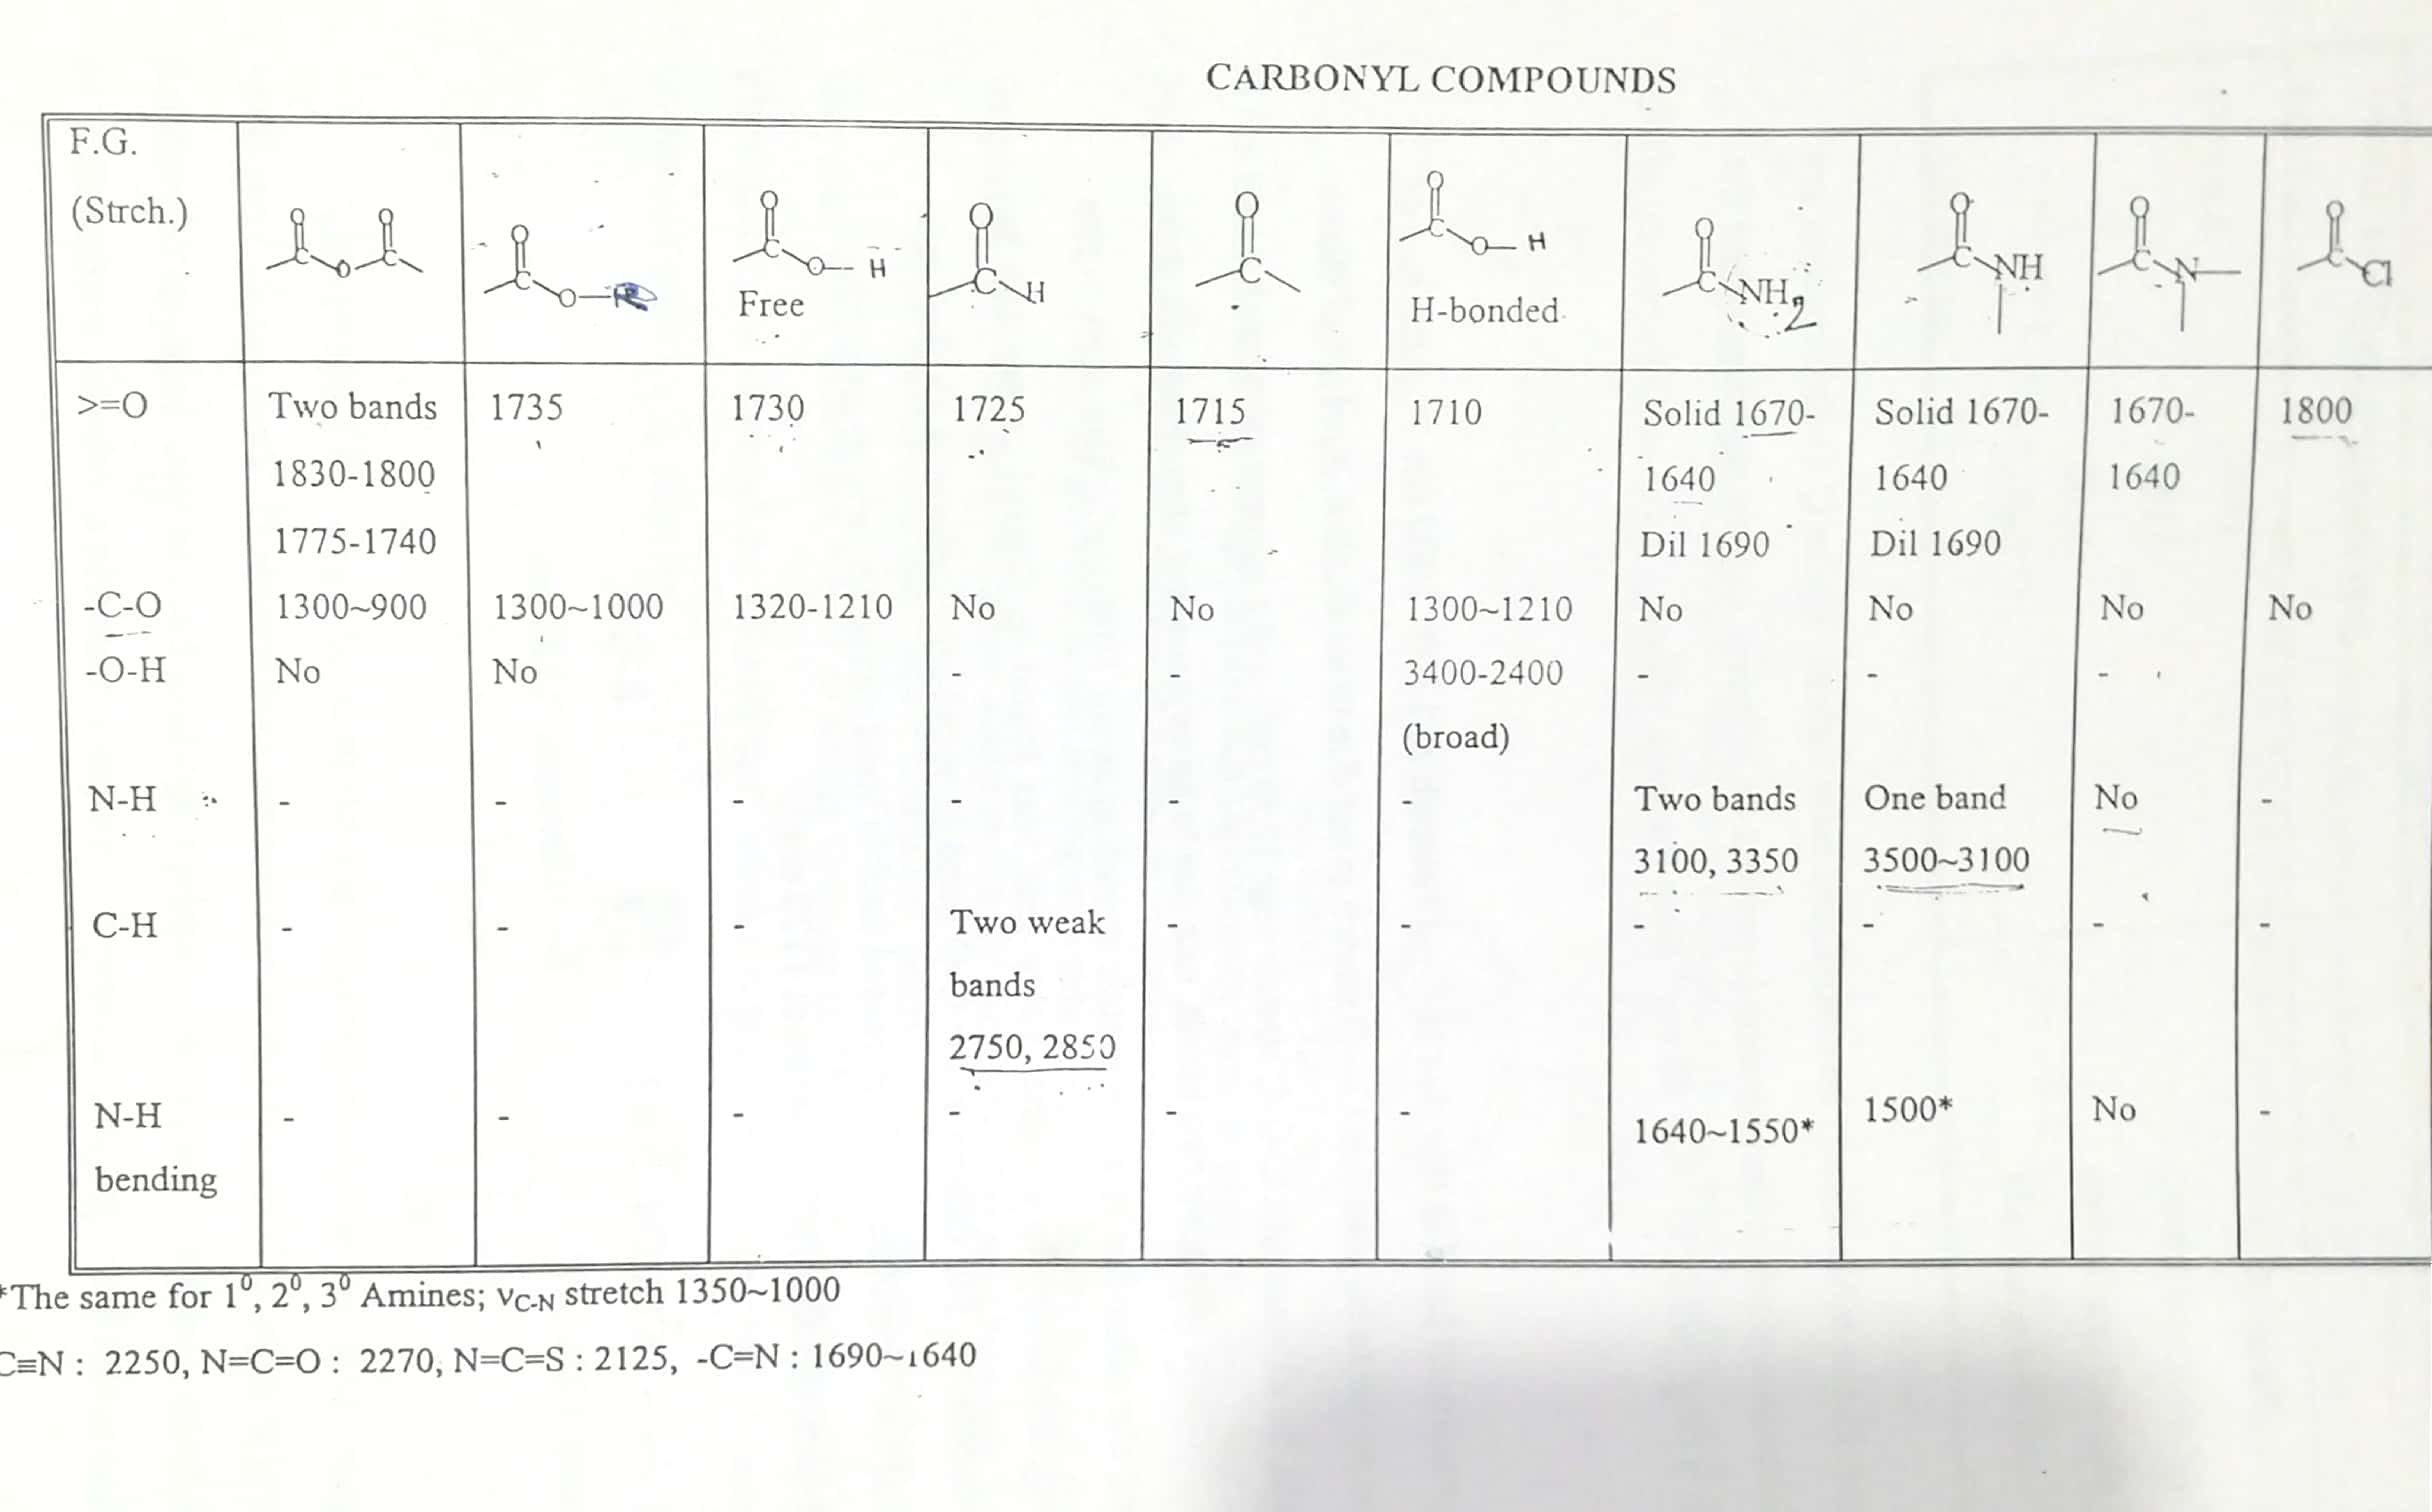 CARBONYL COMPOUNDS
F.G.
(Strch.)
O O
C O C
O
C O R
O
C O H
Free
O
C H
O
C
O
C O H
H-bonded
O
C NH2
O
C NH
O
C N
O
C Cl
>=O Two bands 1735 1730 1725 1715 1710 Solid 1670- Solid 1670- 1670- 1800
1830-1800 1640 1640 1640
1775-1740 Dil 1690 Dil 1690
-C-O 1300~900 1300~1000 1320-1210 No No 1300~1210 No No No No
-O-H No No - - 3400-2400 - - -
(broad)
N-H - - - - - - Two bands One band No -
3100, 3350 3500~3100
C-H - - - Two weak - - - - - -
bands
2750, 2850
N-H - - - - - - 1640~1550* 1500* No -
bending
*The same for 1⁰, 2⁰, 3⁰ Amines; νC-N stretch 1350~1000
C≡N : 2250, N=C=O : 2270, N=C=S : 2125, -C=N : 1690~1640